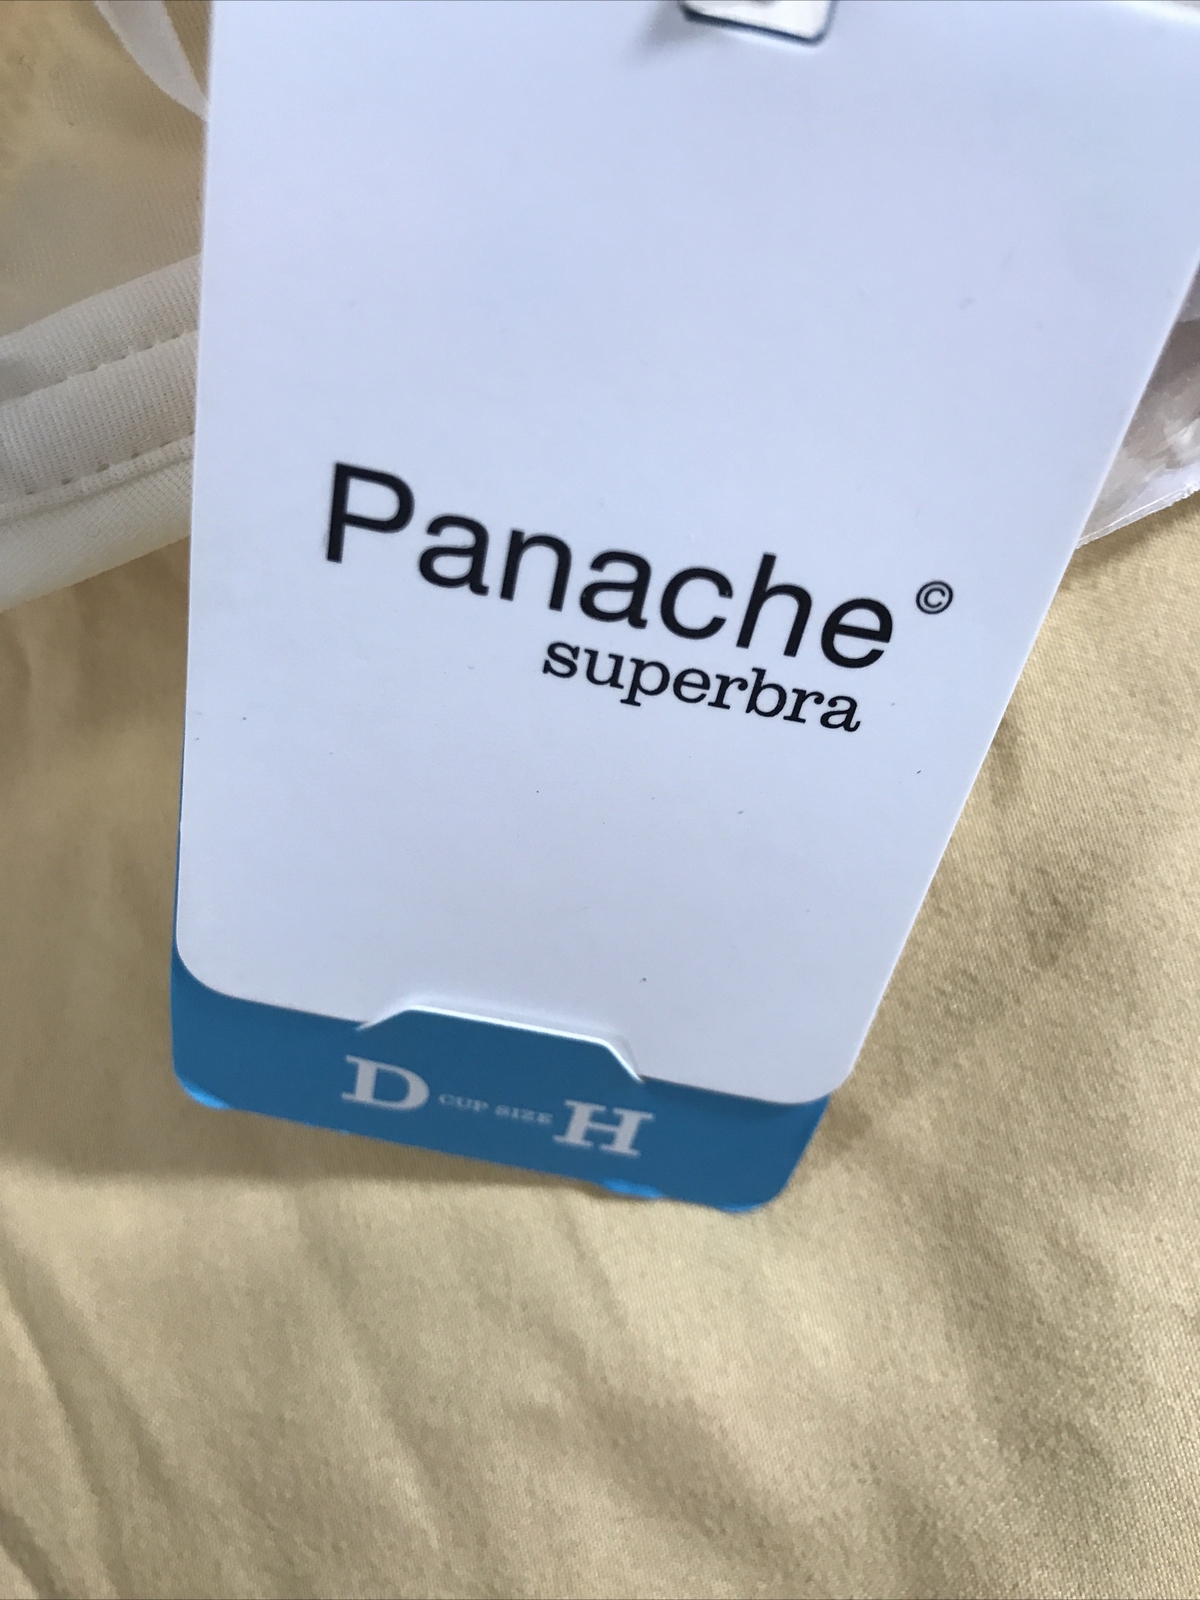 Panache©
superbra
D CUP SIZE H